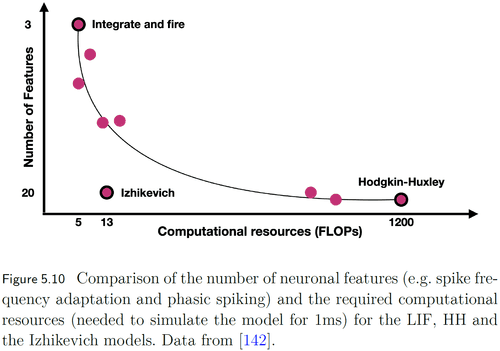 3
Integrate and fire
Number of Features
Hodgkin-Huxley
20
Izhikevich
5 13 1200
Computational resources (FLOPs)
Figure 5.10 Comparison of the number of neuronal features (e.g. spike fre-
quency adaptation and phasic spiking) and the required computational
resources (needed to simulate the model for 1ms) for the LIF, HH and
the Izhikevich models. Data from [142].